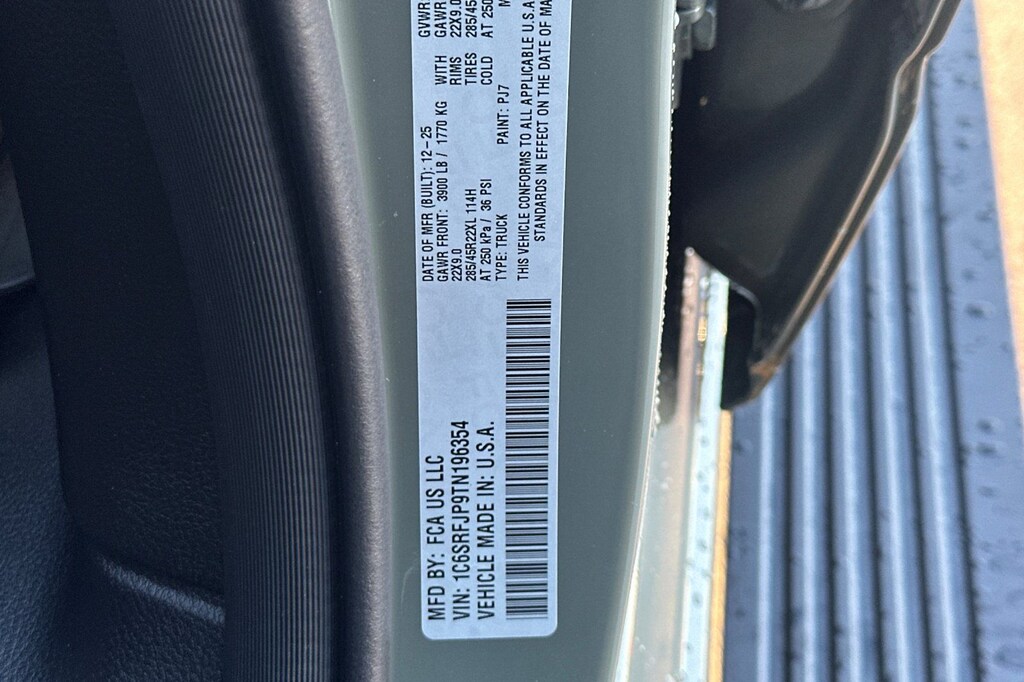 MFD BY: FCA US LLC
VIN: 1C6SRFJP9TN196354
VEHICLE MADE IN: U.S.A.
DATE OF MFR (BUILT): 12-25 GVWR
GAWR FRONT: 3900 LB / 1770 KG WITH GAWR
22X9.0 RIMS 22X9.0
285/45R22XL 114H TIRES 285/45
AT 250 kPa / 36 PSI COLD AT 250
TYPE: TRUCK PAINT: PJ7
THIS VEHICLE CONFORMS TO ALL APPLICABLE U.S.A.
STANDARDS IN EFFECT ON THE DATE OF